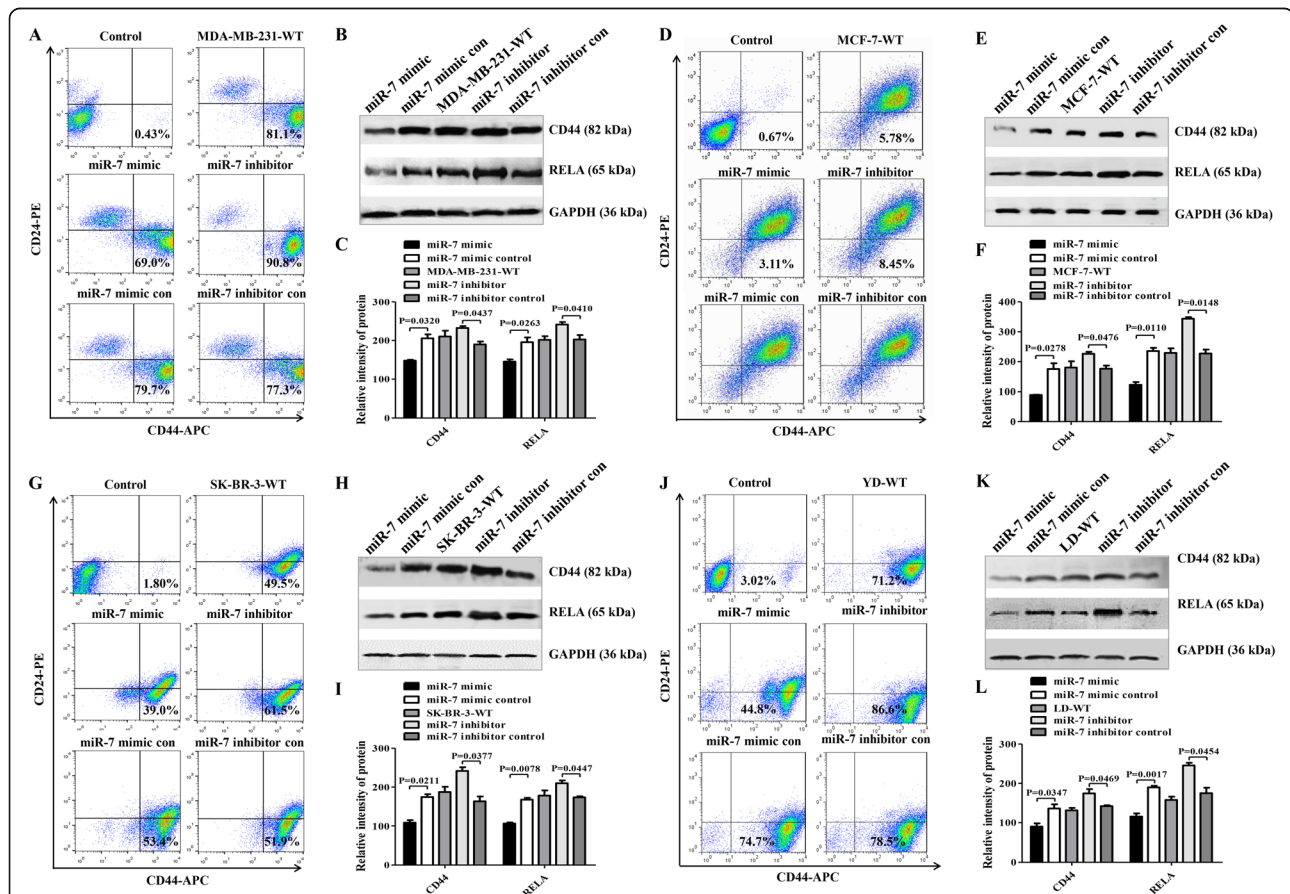 A
Control
MDA-MB-231-WT
0.43%
81.1%
miR-7 mimic
miR-7 inhibitor
69.0%
90.8%
miR-7 mimic con
miR-7 inhibitor con
79.7%
77.3%
CD24-PE
CD44-APC
B
miR-7 mimic
miR-7 mimic con
MDA-MB-231-WT
miR-7 inhibitor
miR-7 inhibitor con
CD44 (82 kDa)
RELA (65 kDa)
GAPDH (36 kDa)
C
miR-7 mimic
miR-7 mimic control
MDA-MB-231-WT
miR-7 inhibitor
miR-7 inhibitor control
Relative intensity of protein
300
200
100
0
P=0.0320
P=0.0437
P=0.0263
P=0.0410
CD44
RELA
D
Control
MCF-7-WT
0.67%
5.78%
miR-7 mimic
miR-7 inhibitor
3.11%
8.45%
miR-7 mimic con
miR-7 inhibitor con
CD24-PE
CD44-APC
E
miR-7 mimic
miR-7 mimic con
MCF-7-WT
miR-7 inhibitor
miR-7 inhibitor con
CD44 (82 kDa)
RELA (65 kDa)
GAPDH (36 kDa)
F
miR-7 mimic
miR-7 mimic control
MCF-7-WT
miR-7 inhibitor
miR-7 inhibitor control
Relative intensity of protein
400
300
200
100
0
P=0.0278
P=0.0476
P=0.0110
P=0.0148
CD44
RELA
G
Control
SK-BR-3-WT
1.80%
49.5%
miR-7 mimic
miR-7 inhibitor
39.0%
61.5%
miR-7 mimic con
miR-7 inhibitor con
53.4%
51.9%
CD24-PE
CD44-APC
H
miR-7 mimic
miR-7 mimic con
SK-BR-3-WT
miR-7 inhibitor
miR-7 inhibitor con
CD44 (82 kDa)
RELA (65 kDa)
GAPDH (36 kDa)
I
miR-7 mimic
miR-7 mimic control
SK-BR-3-WT
miR-7 inhibitor
miR-7 inhibitor control
Relative intensity of protein
300
200
100
0
P=0.0211
P=0.0377
P=0.0078
P=0.0447
CD44
RELA
J
Control
YD-WT
3.02%
71.2%
miR-7 mimic
miR-7 inhibitor
44.8%
86.6%
miR-7 mimic con
miR-7 inhibitor con
74.7%
78.5%
CD24-PE
CD44-APC
K
miR-7 mimic
miR-7 mimic con
LD-WT
miR-7 inhibitor
miR-7 inhibitor con
CD44 (82 kDa)
RELA (65 kDa)
GAPDH (36 kDa)
L
miR-7 mimic
miR-7 mimic control
LD-WT
miR-7 inhibitor
miR-7 inhibitor control
Relative intensity of protein
300
200
100
0
P=0.0347
P=0.0469
P=0.0017
P=0.0454
CD44
RELA